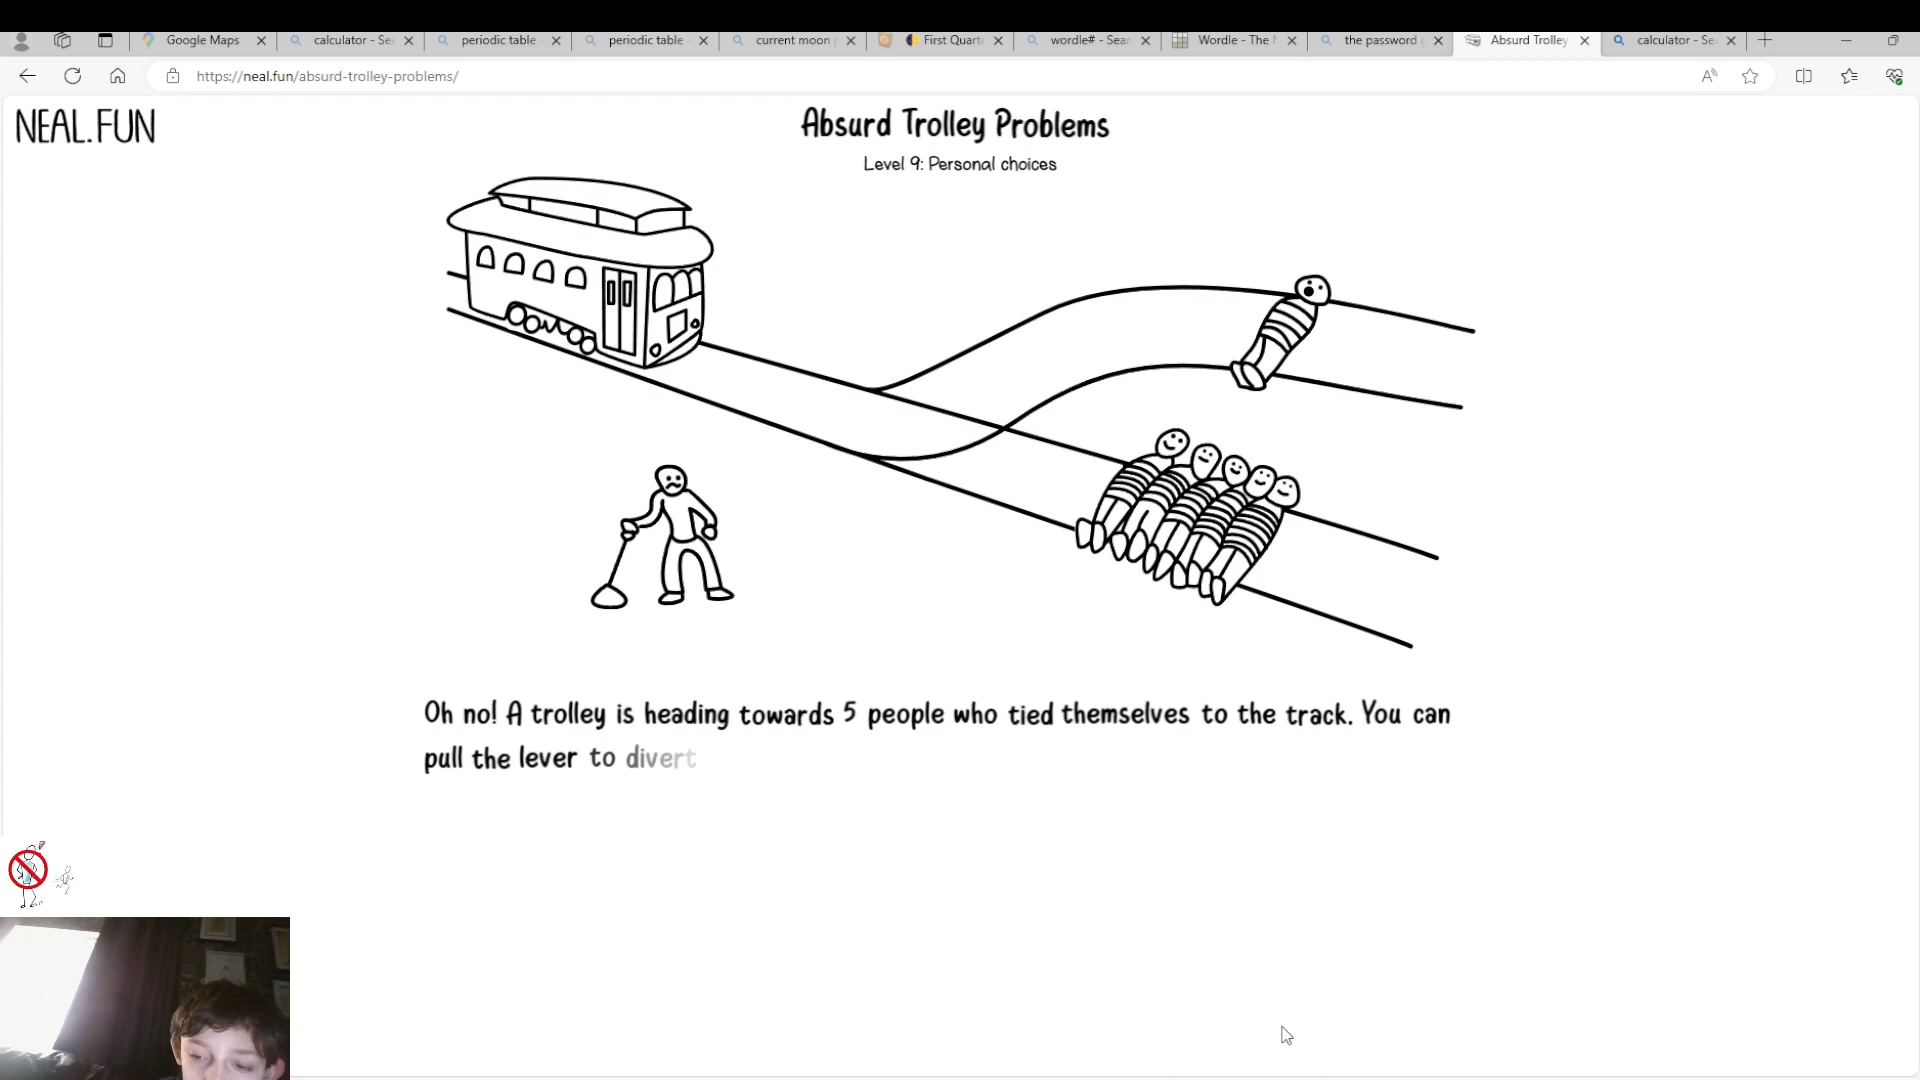 Google Maps
calculator - Se
periodic table
periodic table
current moon
First Quart
wordle# - Sear
Wordle - The N
the password g
Absurd Trolley
calculator - Se
https://neal.fun/absurd-trolley-problems/
NEAL.FUN
Absurd Trolley Problems
Level 9: Personal choices
Oh no! A trolley is heading towards 5 people who tied themselves to the track. You can
pull the lever to divert